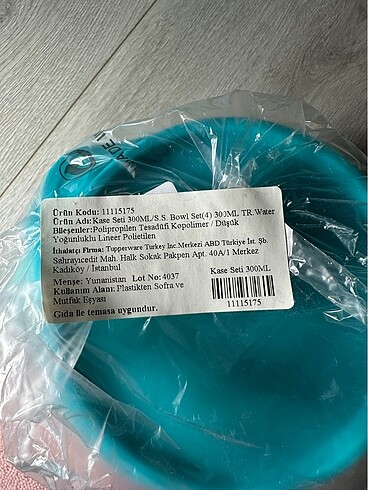 MADE
Ürün Kodu: 11115175
Ürün Adı:Kase Seti 300ML/S.S. Bowl Set(4) 300ML TR.Water
Bileşenler:Polipropilen Tesadüfi Kopolimer / Düşük
Yoğunluklu Lineer Polietilen
İthalatçı Firma: Tupperware Turkey Inc.Merkezi ABD Türkiye İst. Şb.
Sahrayıcedit Mah. Halk Sokak Pakpen Apt. 40A/1 Merkez
Kadıköy / İstanbul
Menşe: Yunanistan Lot No:4037
Kullanım Alanı: Plastikten Sofra ve
Mutfak Eşyası
Gıda ile temasa uygundur.
Kase Seti 300ML
11115175